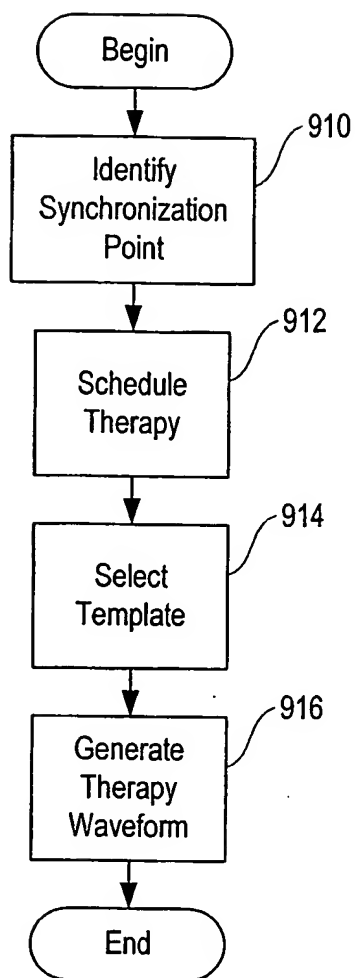 Begin
910
Identify
Synchronization
Point
912
Schedule
Therapy
914
Select
Template
916
Generate
Therapy
Waveform
End